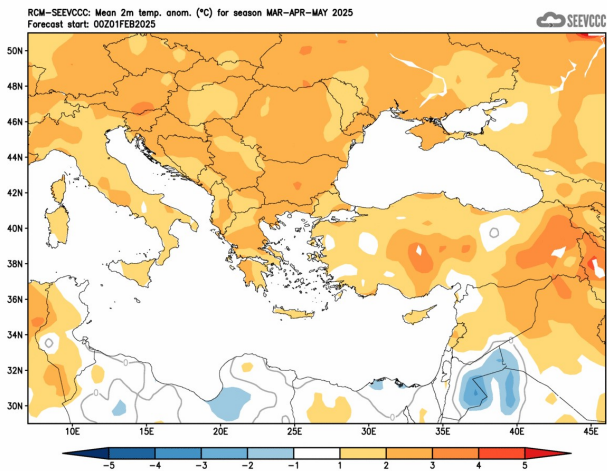 RCM-SEEVCCC: Mean 2m temp. anom. (°C) for season MAR-APR-MAY 2025
Forecast start: 00Z01FEB2025
SEEVCCC
50N
48N
46N
44N
42N
40N
38N
36N
34N
32N
30N
10E 15E 20E 25E 30E 35E 40E 45E
-5 -4 -3 -2 -1 1 2 3 4 5